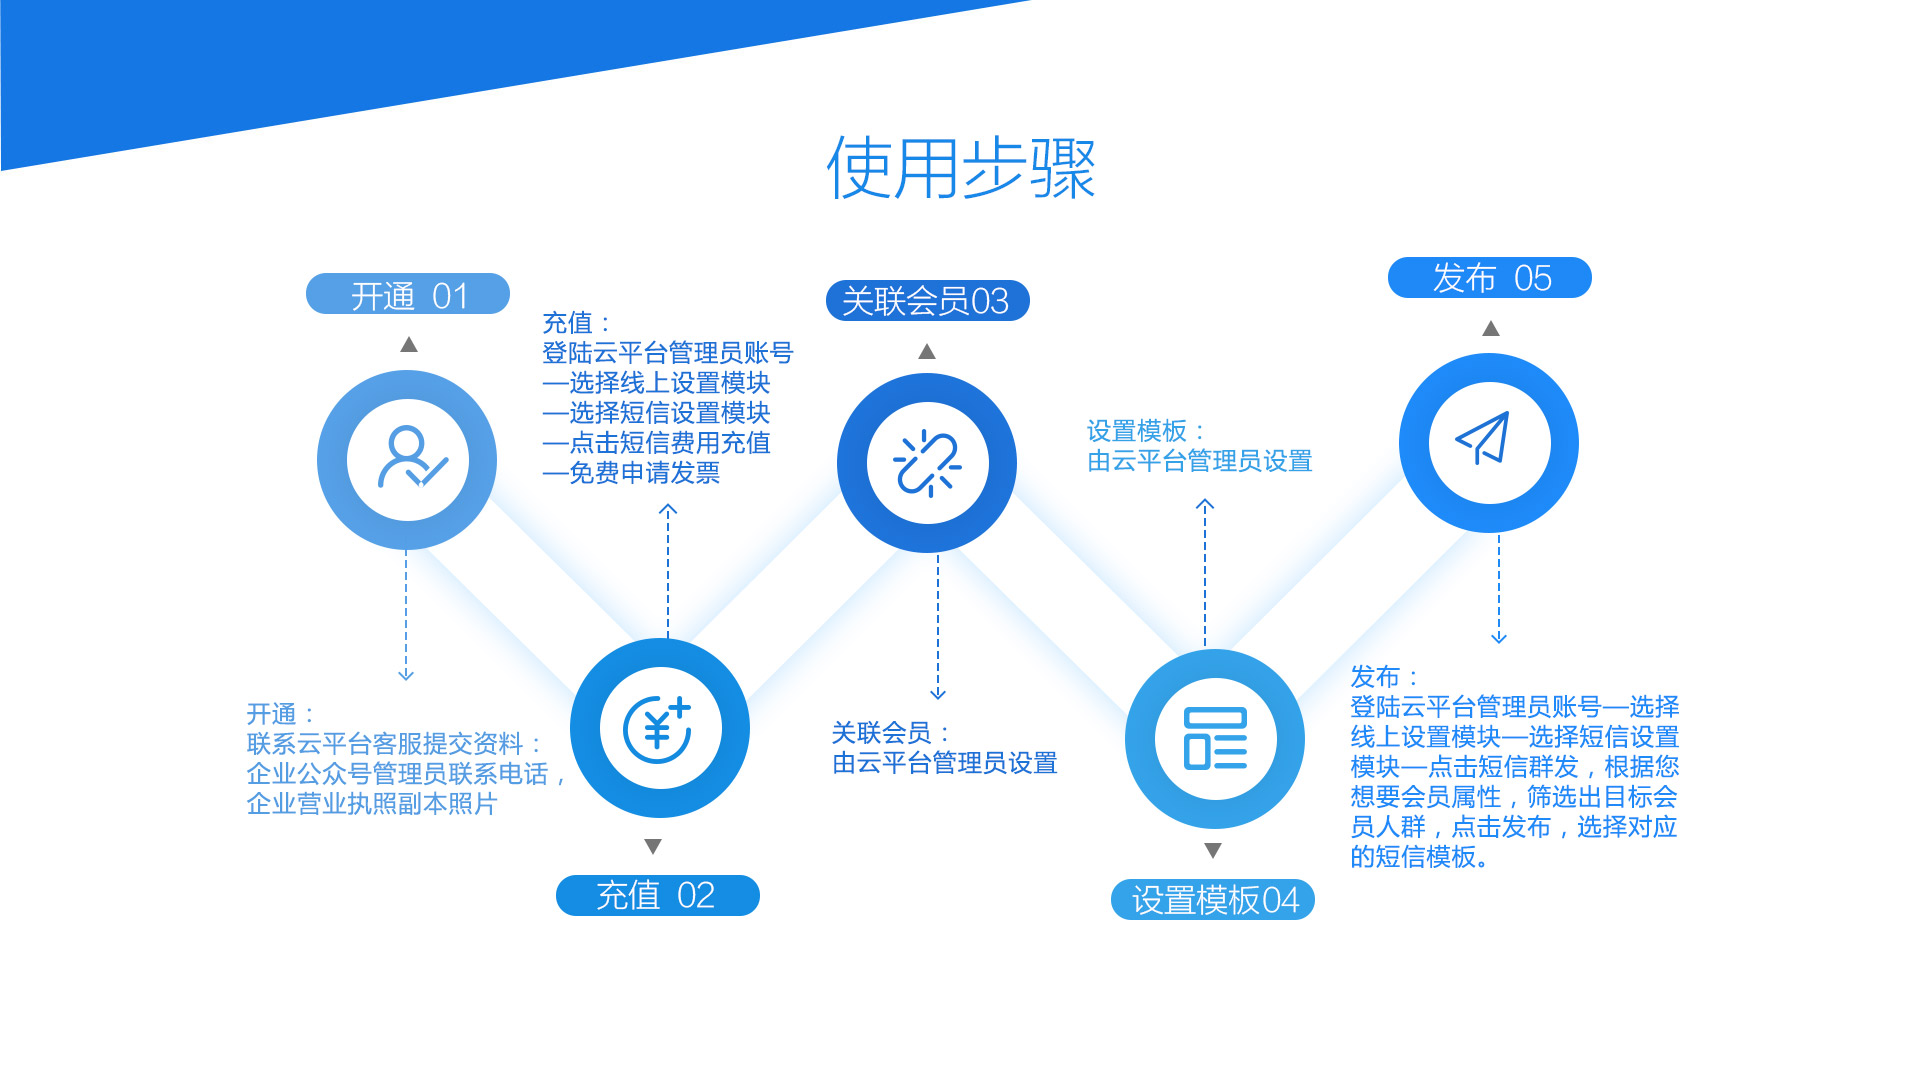 使用步骤
开通 01
开通：
联系云平台客服提交资料：
企业公众号管理员联系电话，
企业营业执照副本照片
充值：
登陆云平台管理员账号
—选择线上设置模块
—选择短信设置模块
—点击短信费用充值
—免费申请发票
充值 02
关联会员03
关联会员：
由云平台管理员设置
设置模板：
由云平台管理员设置
设置模板04
发布 05
发布：
登陆云平台管理员账号—选择
线上设置模块—选择短信设置
模块—点击短信群发，根据您
想要会员属性，筛选出目标会
员人群，点击发布，选择对应
的短信模板。